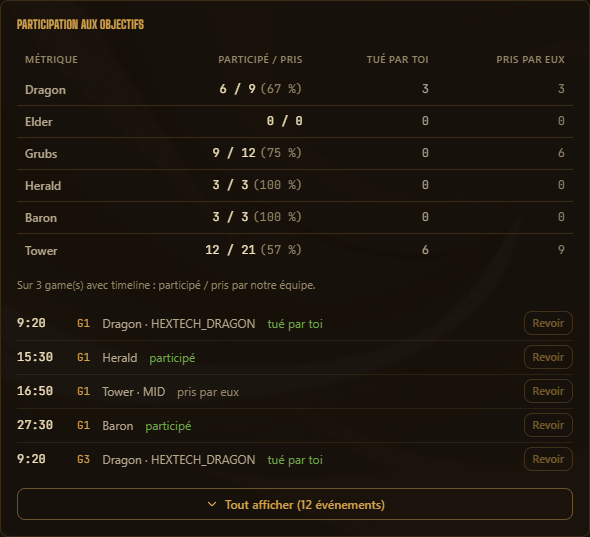 PARTICIPATION AUX OBJECTIFS
MÉTRIQUE PARTICIPÉ / PRIS TUÉ PAR TOI PRIS PAR EUX
Dragon 6 / 9 (67 %) 3 3
Elder 0 / 0 0 0
Grubs 9 / 12 (75 %) 0 6
Herald 3 / 3 (100 %) 0 0
Baron 3 / 3 (100 %) 0 0
Tower 12 / 21 (57 %) 6 9
Sur 3 game(s) avec timeline : participé / pris par notre équipe.
9:20 G1 Dragon · HEXTECH_DRAGON tué par toi Revoir
15:30 G1 Herald participé Revoir
16:50 G1 Tower · MID pris par eux Revoir
27:30 G1 Baron participé Revoir
9:20 G3 Dragon · HEXTECH_DRAGON tué par toi Revoir
Tout afficher (12 événements)